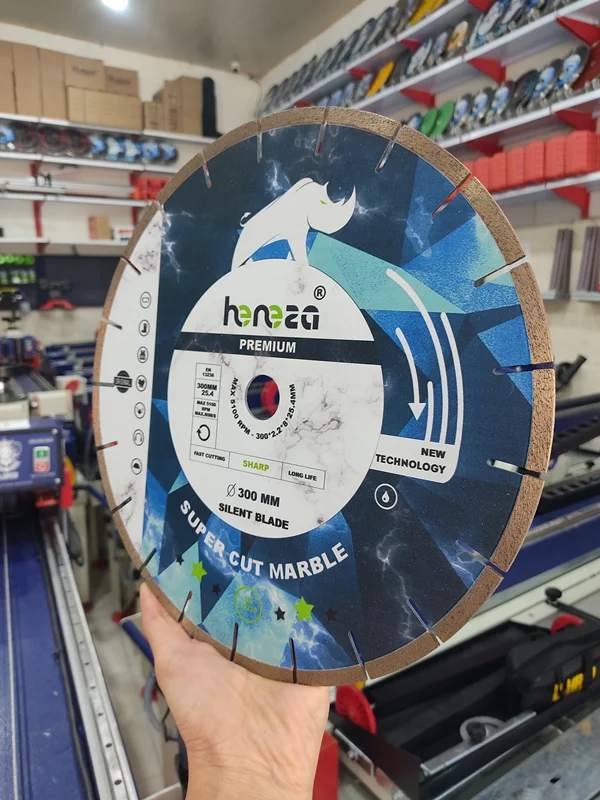 heneza®
PREMIUM
EN
13236
300MM
25.4
MAX 5100
RPM
MAX 5100 RPM - 300*2,2*8*25.4MM
FAST CUTTING
SHARP
LONG LIFE
Ø 300 MM
SILENT BLADE
NEW
TECHNOLOGY
SUPER CUT MARBLE